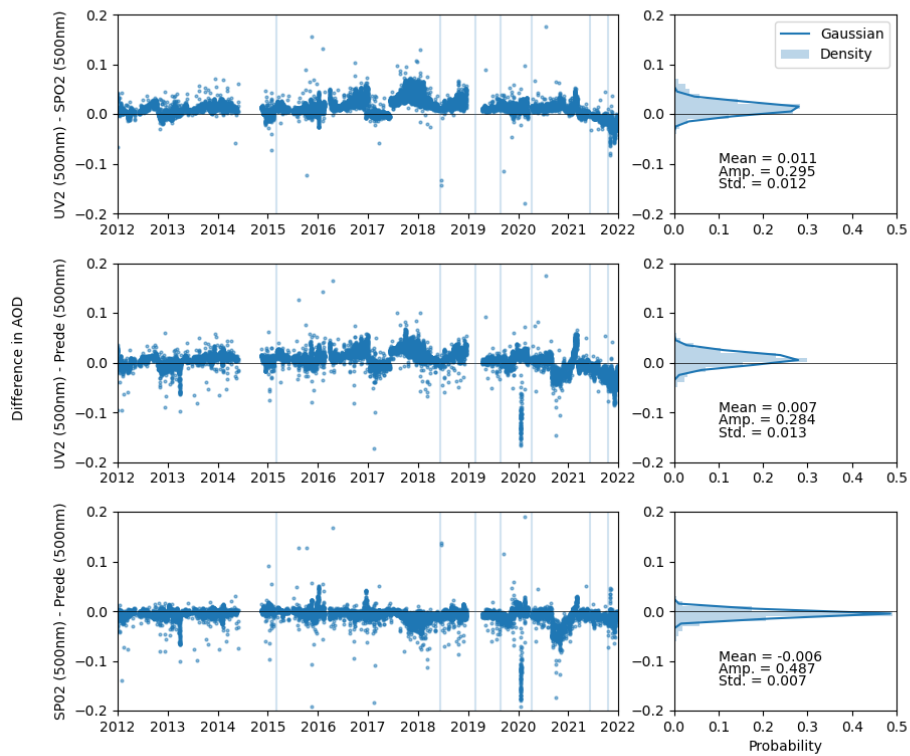 Difference in AOD
UV2 (500nm) - SPO2 (500nm)
0.2
0.1
0.0
−0.1
−0.2
2012 2013 2014 2015 2016 2017 2018 2019 2020 2021 2022
Gaussian
Density
Mean = 0.011
Amp. = 0.295
Std. = 0.012
0.2
0.1
0.0
−0.1
−0.2
0.0 0.1 0.2 0.3 0.4 0.5
UV2 (500nm) - Prede (500nm)
0.2
0.1
0.0
−0.1
−0.2
2012 2013 2014 2015 2016 2017 2018 2019 2020 2021 2022
Mean = 0.007
Amp. = 0.284
Std. = 0.013
0.2
0.1
0.0
−0.1
−0.2
0.0 0.1 0.2 0.3 0.4 0.5
SP02 (500nm) - Prede (500nm)
0.2
0.1
0.0
−0.1
−0.2
2012 2013 2014 2015 2016 2017 2018 2019 2020 2021 2022
Mean = -0.006
Amp. = 0.487
Std. = 0.007
0.2
0.1
0.0
−0.1
−0.2
0.0 0.1 0.2 0.3 0.4 0.5
Probability